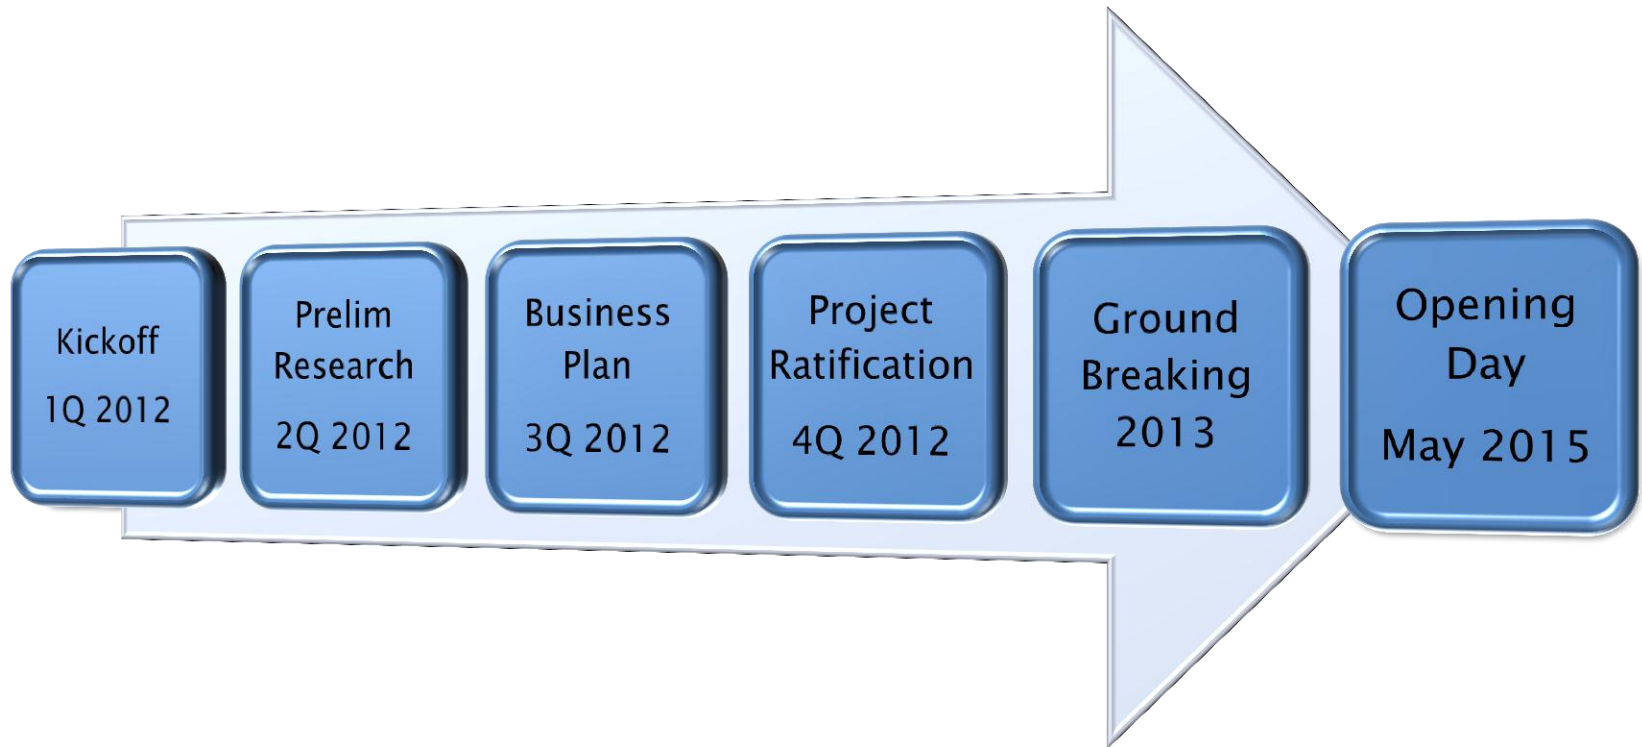 Kickoff
1Q 2012
Prelim
Research
2Q 2012
Business
Plan
3Q 2012
Project
Ratification
4Q 2012
Ground
Breaking
2013
Opening
Day
May 2015